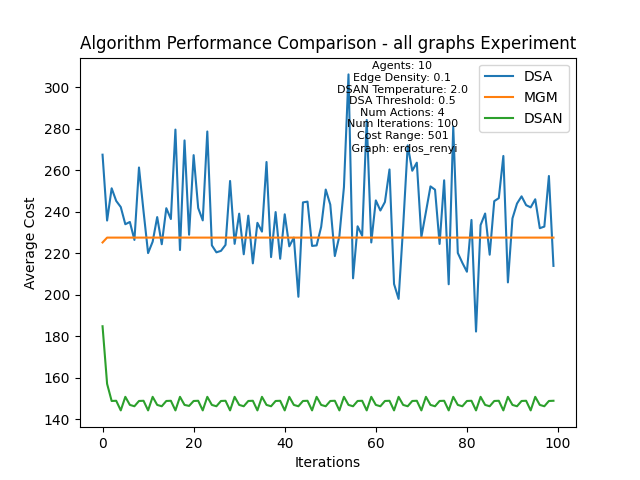 Algorithm Performance Comparison - all graphs Experiment
Agents: 10
Edge Density: 0.1
DSAN Temperature: 2.0
DSA Threshold: 0.5
Num Actions: 4
Num Iterations: 100
Cost Range: 501
Graph: erdos_renyi
DSA
MGM
DSAN
Average Cost
300
280
260
240
220
200
180
160
140
0
20
40
60
80
100
Iterations